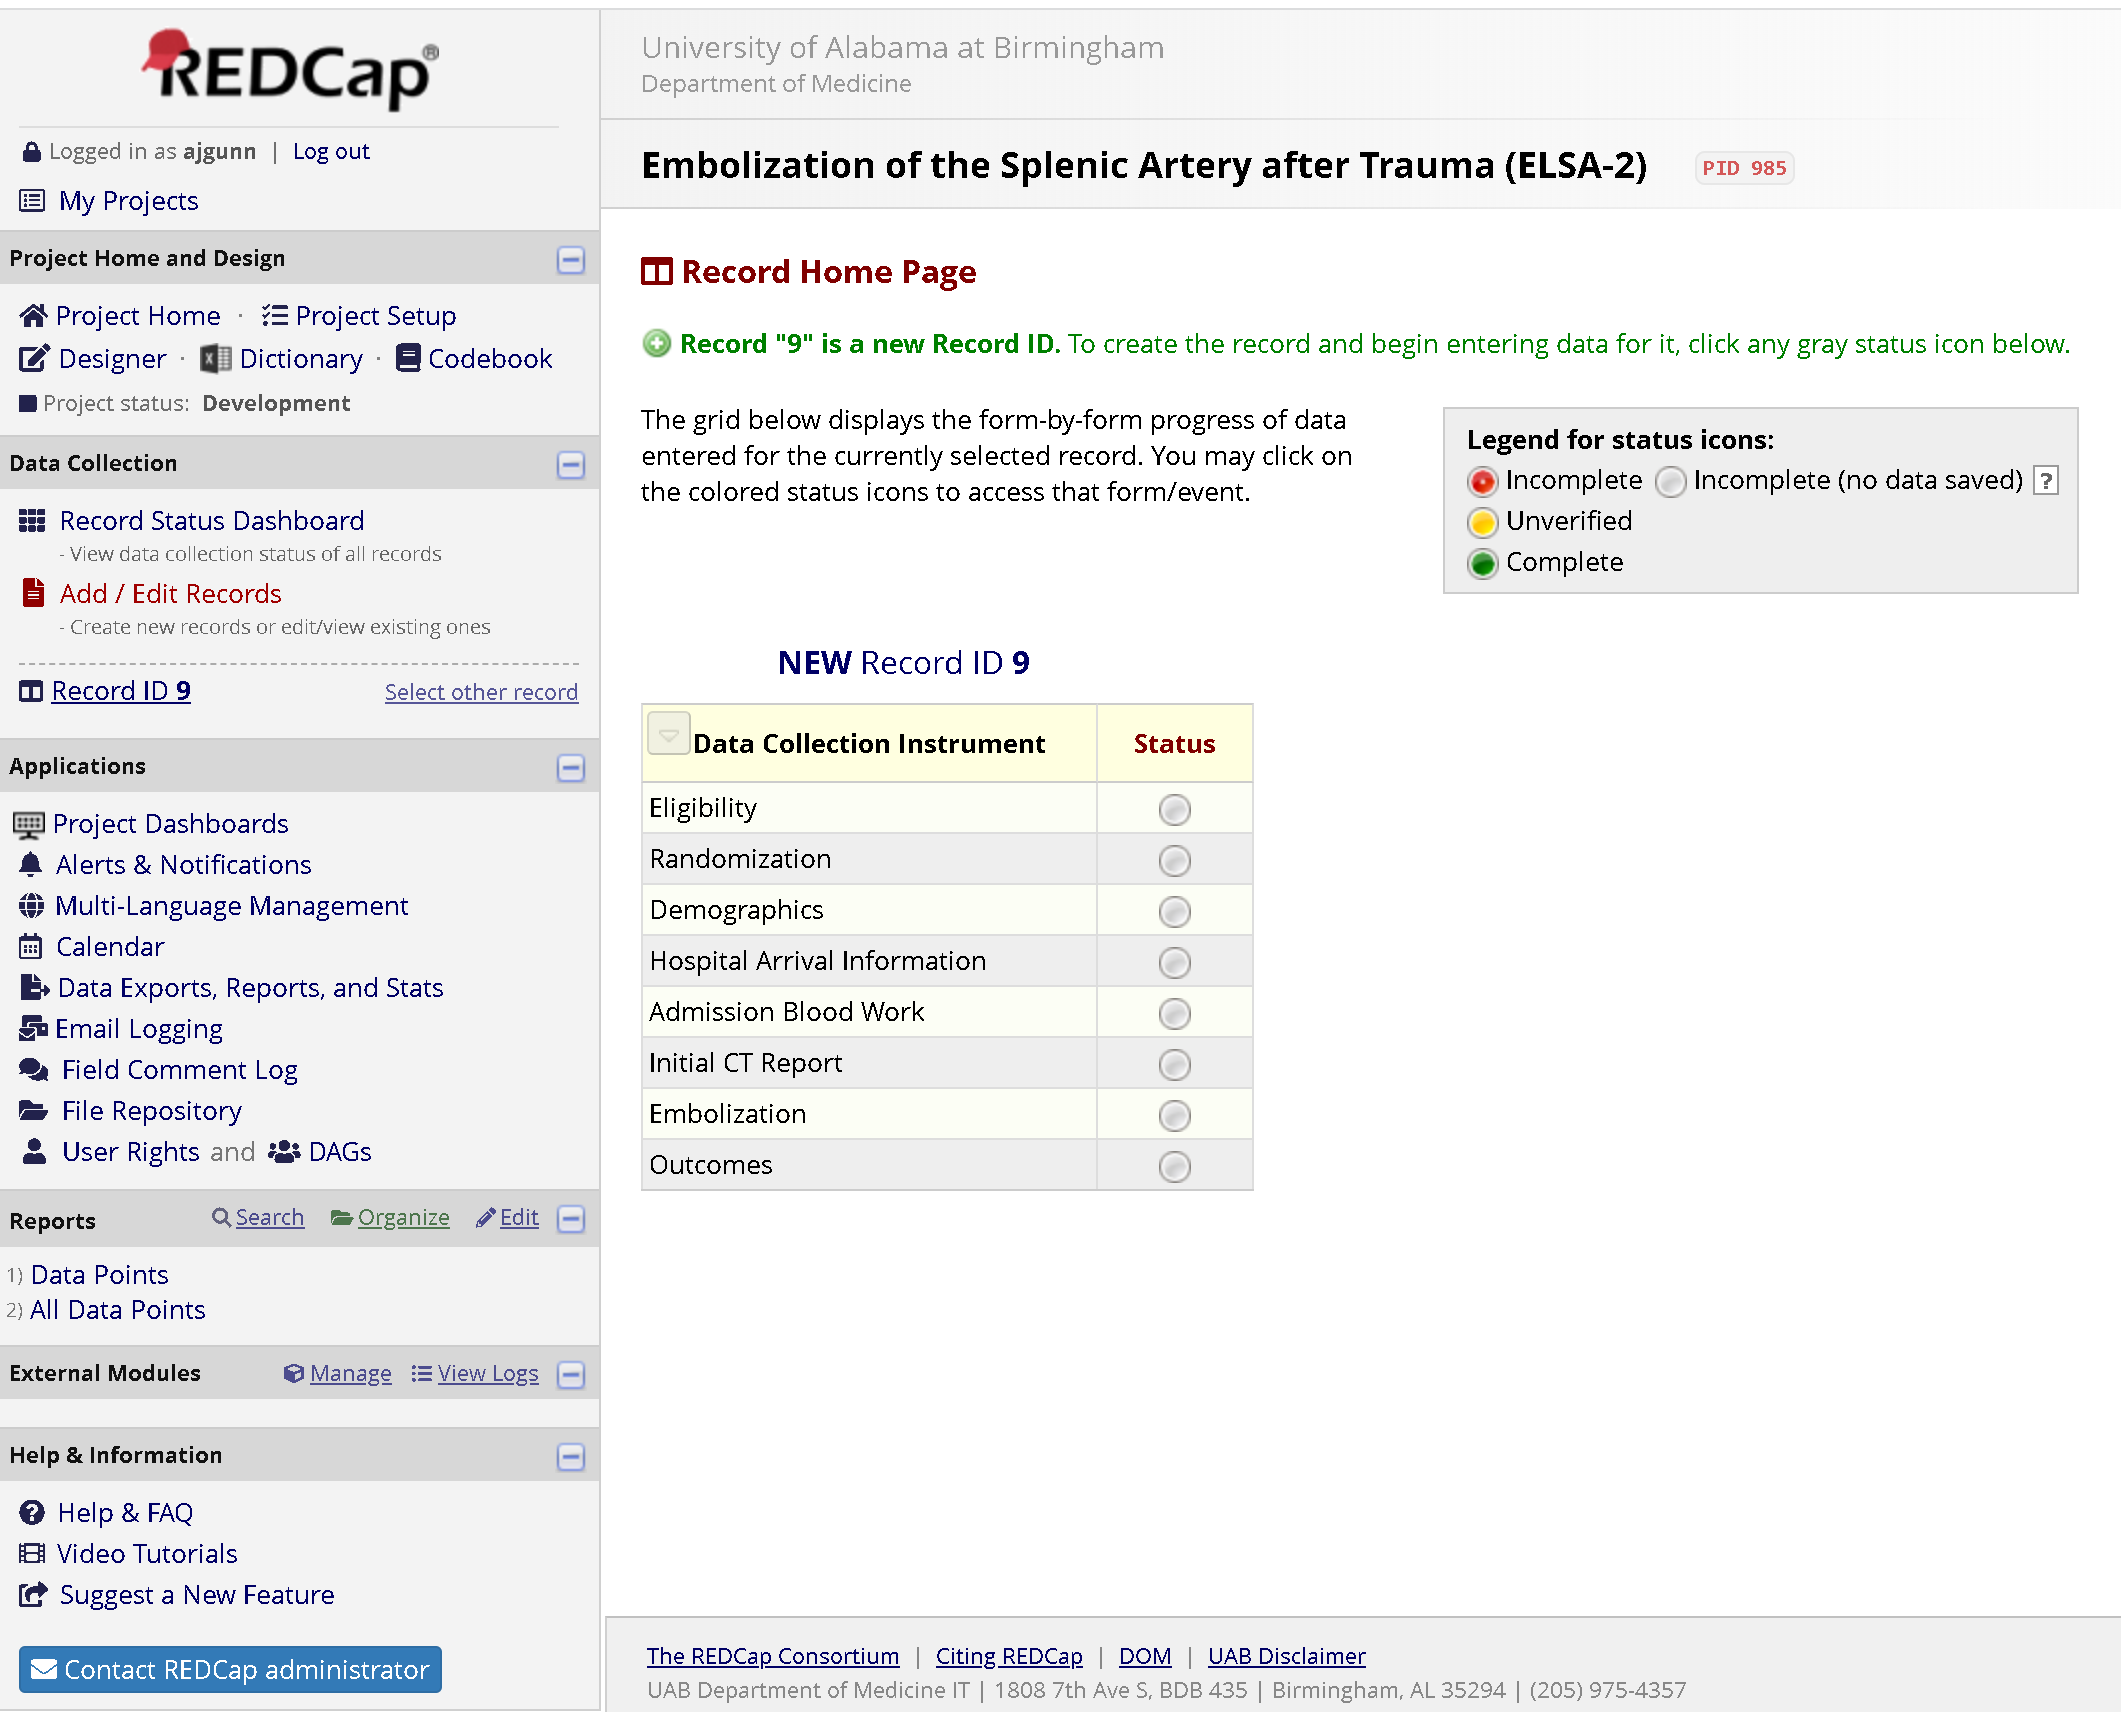 REDCap®
Logged in as ajgunn | Log out
My Projects
Project Home and Design
Project Home · Project Setup
Designer · Dictionary · Codebook
Project status: Development
Data Collection
Record Status Dashboard
- View data collection status of all records
Add / Edit Records
- Create new records or edit/view existing ones
Record ID 9 Select other record
Applications
Project Dashboards
Alerts & Notifications
Multi-Language Management
Calendar
Data Exports, Reports, and Stats
Email Logging
Field Comment Log
File Repository
User Rights and DAGs
Reports Search Organize Edit
1) Data Points
2) All Data Points
External Modules Manage View Logs
Help & Information
Help & FAQ
Video Tutorials
Suggest a New Feature
Contact REDCap administrator
University of Alabama at Birmingham
Department of Medicine
Embolization of the Splenic Artery after Trauma (ELSA-2) PID 985
Record Home Page
Record "9" is a new Record ID. To create the record and begin entering data for it, click any gray status icon below.
The grid below displays the form-by-form progress of data
entered for the currently selected record. You may click on
the colored status icons to access that form/event.
Legend for status icons:
Incomplete Incomplete (no data saved) ?
Unverified
Complete
NEW Record ID 9
Data Collection Instrument Status
Eligibility
Randomization
Demographics
Hospital Arrival Information
Admission Blood Work
Initial CT Report
Embolization
Outcomes
The REDCap Consortium | Citing REDCap | DOM | UAB Disclaimer
UAB Department of Medicine IT | 1808 7th Ave S, BDB 435 | Birmingham, AL 35294 | (205) 975-4357